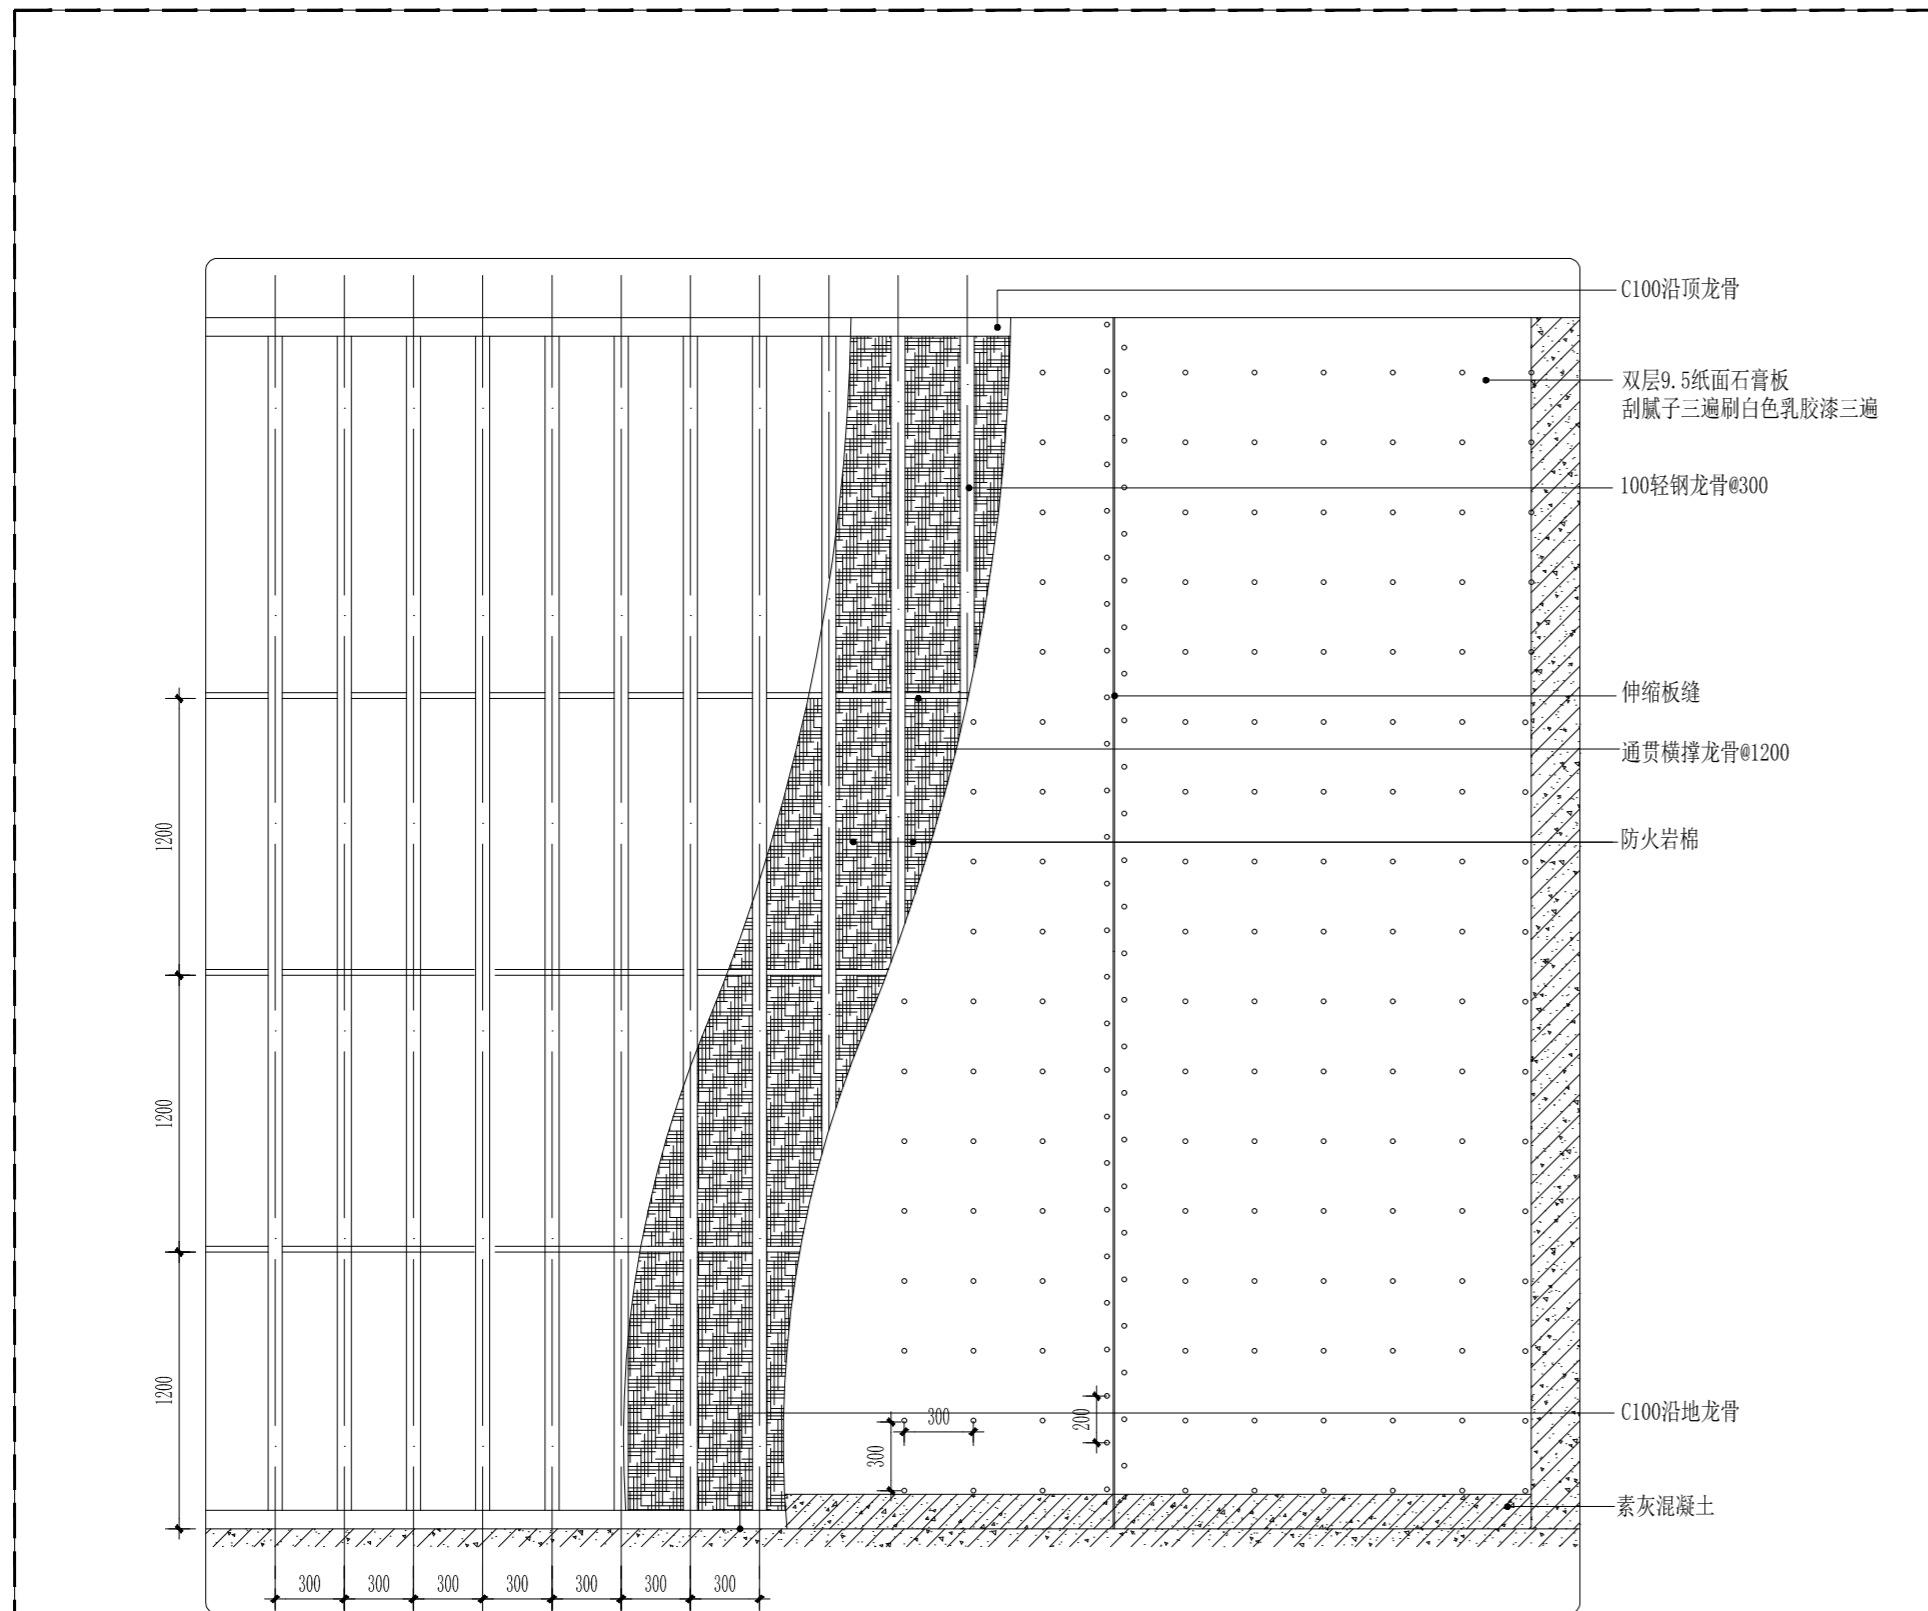 C100沿顶龙骨
双层9.5纸面石膏板
刮腻子三遍刷白色乳胶漆三遍
100轻钢龙骨@300
伸缩板缝
通贯横撑龙骨@1200
防火岩棉
C100沿地龙骨
素灰混凝土
1200
1200
1200
300
300
200
300 300 300 300 300 300 300